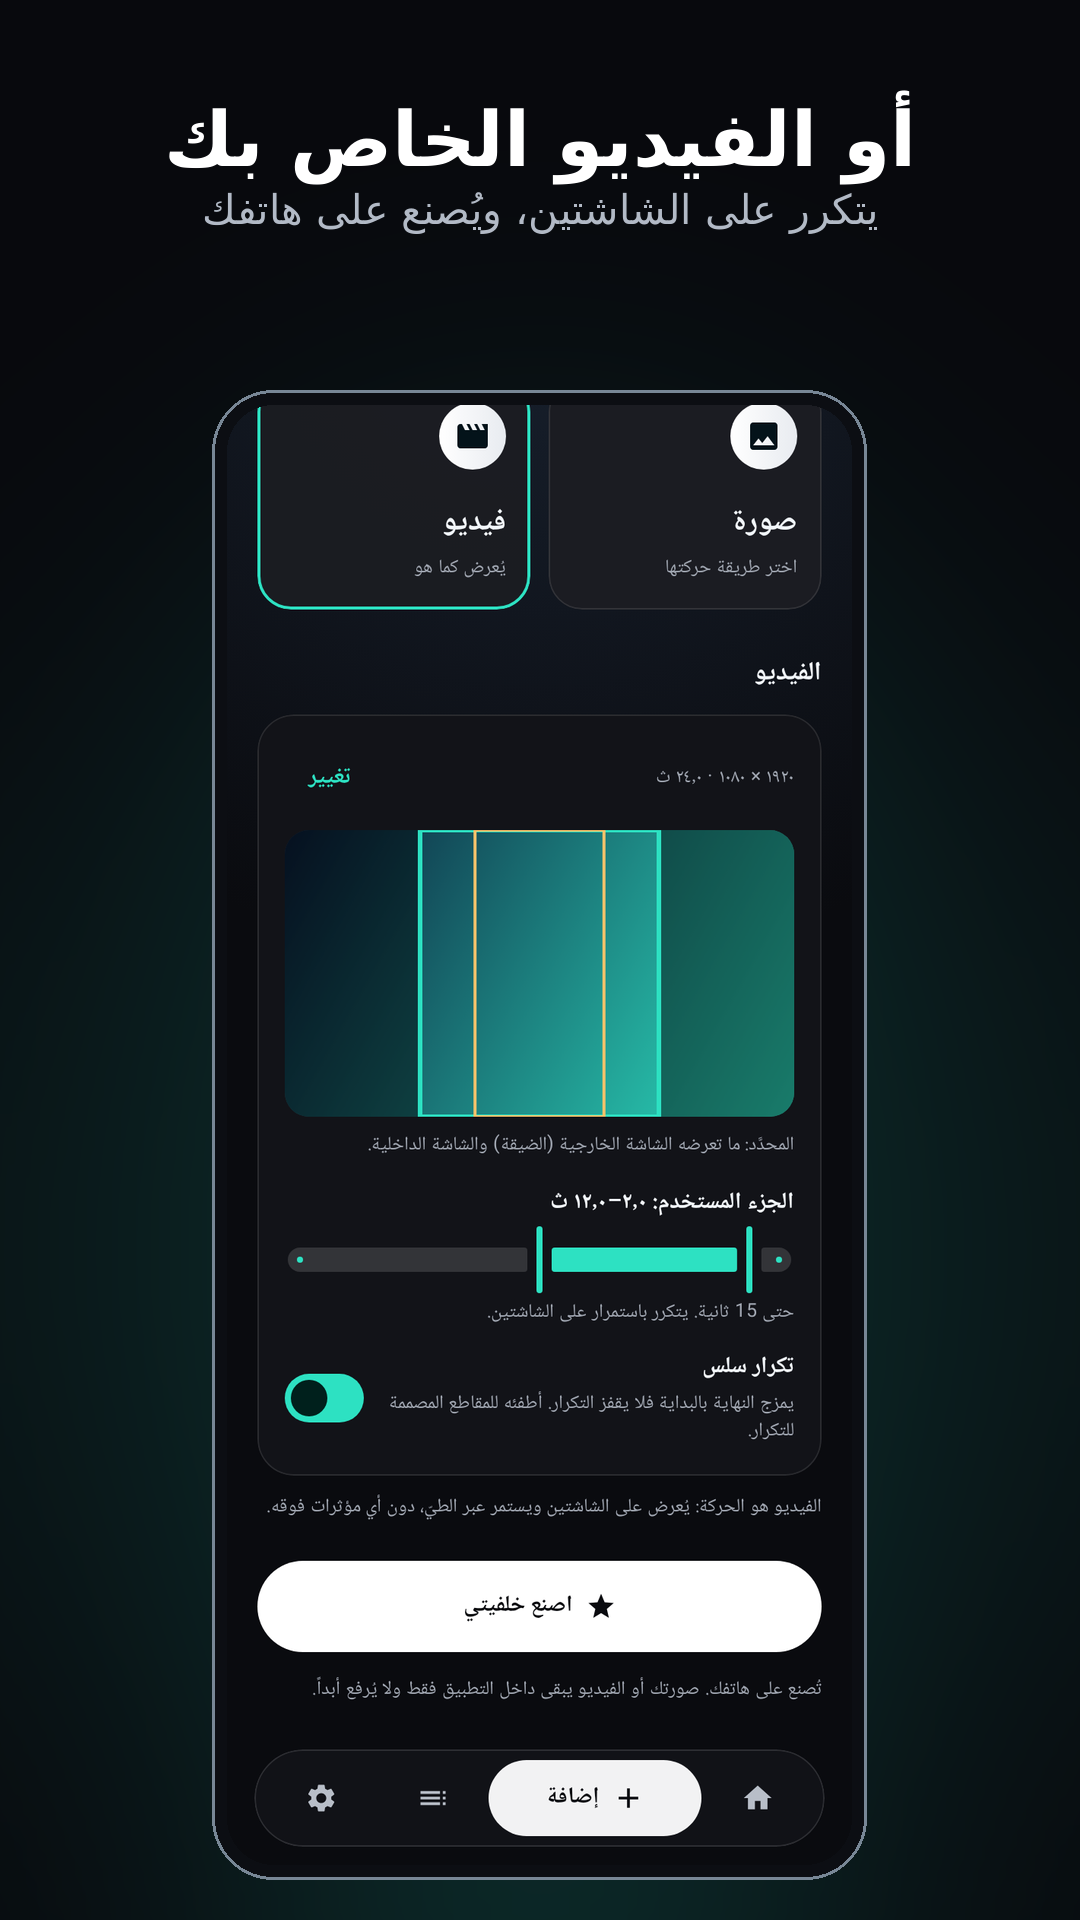 أو الفيديو الخاص بك
يتكرر على الشاشتين، ويُصنع على هاتفك
صورة
اختر طريقة حركتها
فيديو
يُعرض كما هو
الفيديو
١٩٢٠ × ١٠٨٠ · ٢٤٫٠ ث
تغيير
المحدَّد: ما تعرضه الشاشة الخارجية (الضيقة) والشاشة الداخلية.
الجزء المستخدم: ٢٫٠–١٢٫٠ ث
حتى 15 ثانية. يتكرر باستمرار على الشاشتين.
تكرار سلس
يمزج النهاية بالبداية فلا يقفز التكرار. أطفئه للمقاطع المصممة
للتكرار.
الفيديو هو الحركة: يُعرض على الشاشتين ويستمر عبر الطيّ، دون أي مؤثرات فوقه.
اصنع خلفيتي
تُصنع على هاتفك. صورتك أو الفيديو يبقى داخل التطبيق فقط ولا يُرفع أبداً.
إضافة